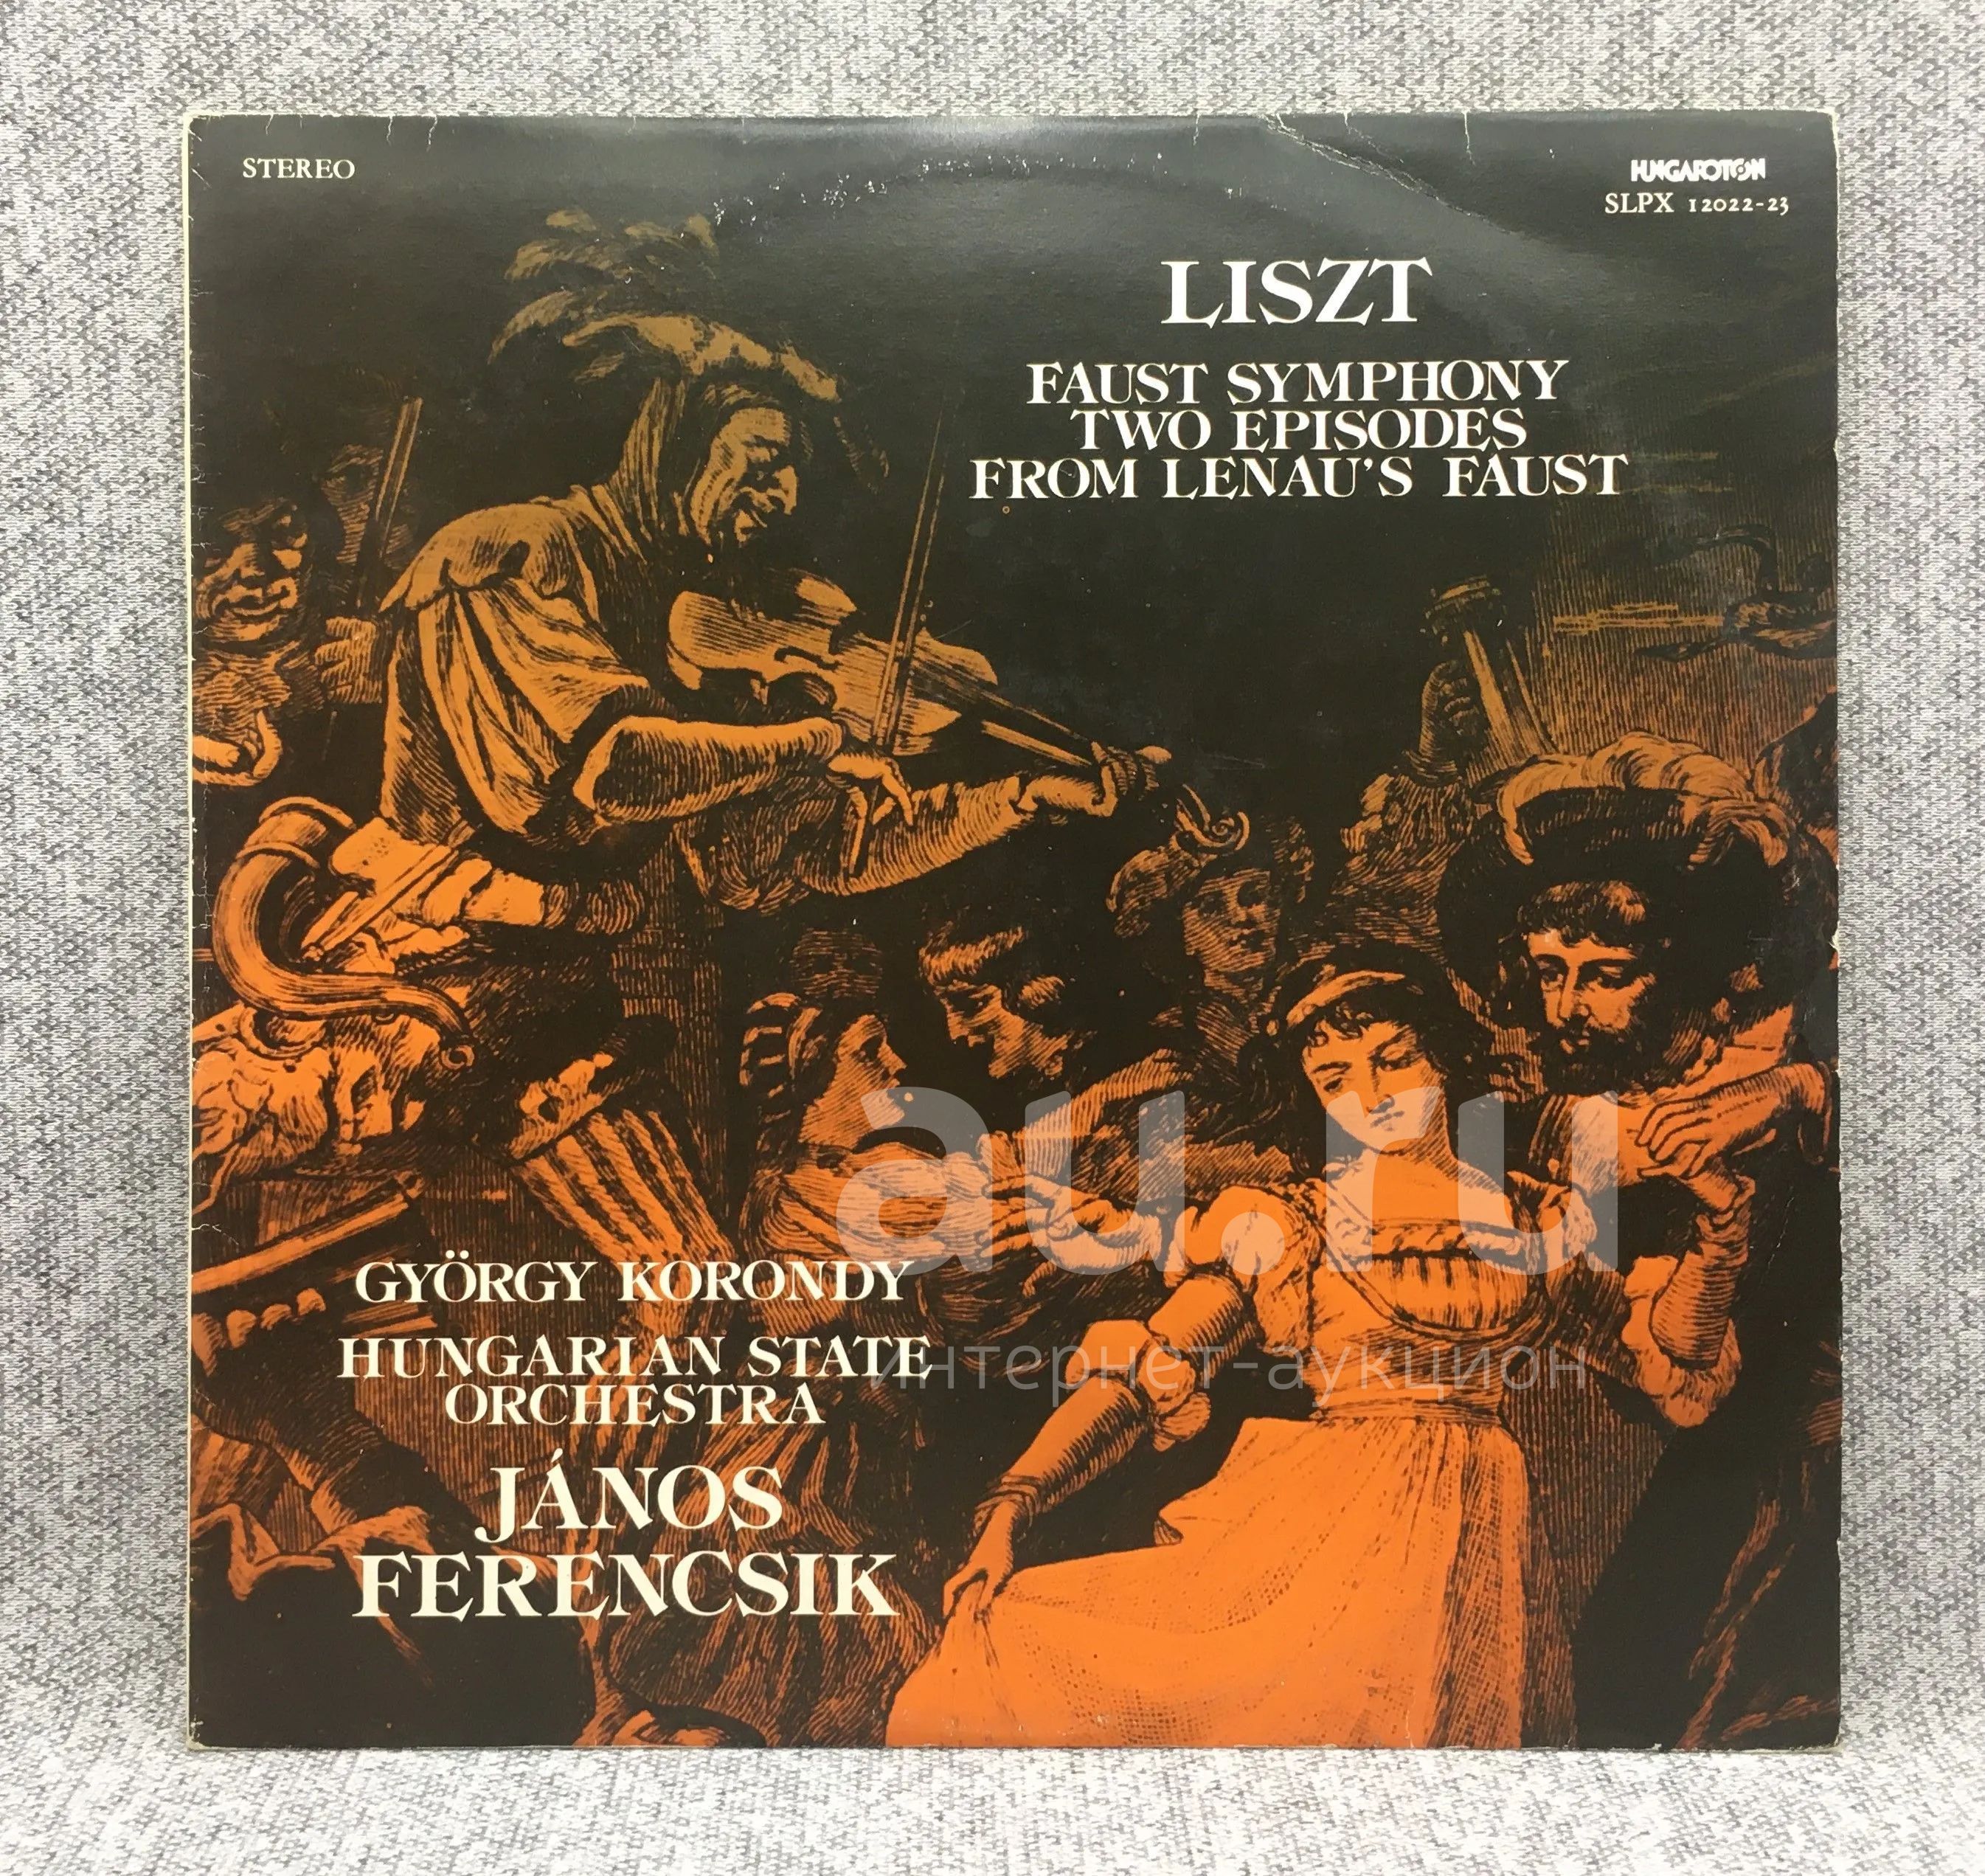 STEREO
HUNGAROTON
SLPX 12022-23
LISZT
FAUST SYMPHONY
TWO EPISODES
FROM LENAU'S FAUST
au.ru
интернет-аукцион
GYÖRGY KORONDY
HUNGARIAN STATE
ORCHESTRA
JÁNOS
FERENCSIK